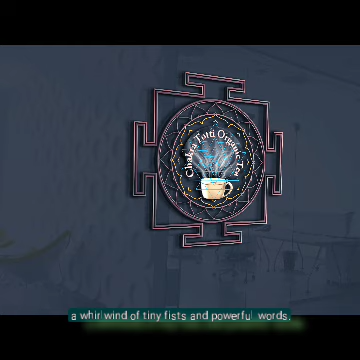 Chakra Tutti Organic Tea
a whirlwind of tiny fists and powerful words.